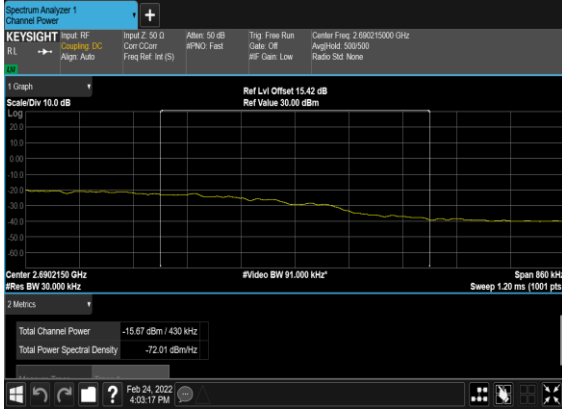 Spectrum Analyzer 1
Channel Power
+
KEYSIGHT
RL
Input: RF
Coupling: DC
Align: Auto
Input Z: 50 Ω
Corr CCorr
Freq Ref: Int (S)
Atten: 50 dB
#PNO: Fast
Trig: Free Run
Gate: Off
#IF Gain: Low
Center Freq: 2.690215000 GHz
Avg|Hold: 500/500
Radio Std: None
1 Graph
Scale/Div 10.0 dB
Ref Lvl Offset 15.42 dB
Ref Value 30.00 dBm
Log
20.0
10.0
0.00
-10.0
-20.0
-30.0
-40.0
-50.0
-60.0
Center 2.6902150 GHz
#Res BW 30.000 kHz
#Video BW 91.000 kHz*
Span 860 kHz
Sweep 1.20 ms (1001 pts)
2 Metrics
Total Channel Power -15.67 dBm / 430 kHz
Total Power Spectral Density -72.01 dBm/Hz
?
Feb 24, 2022
4:03:17 PM